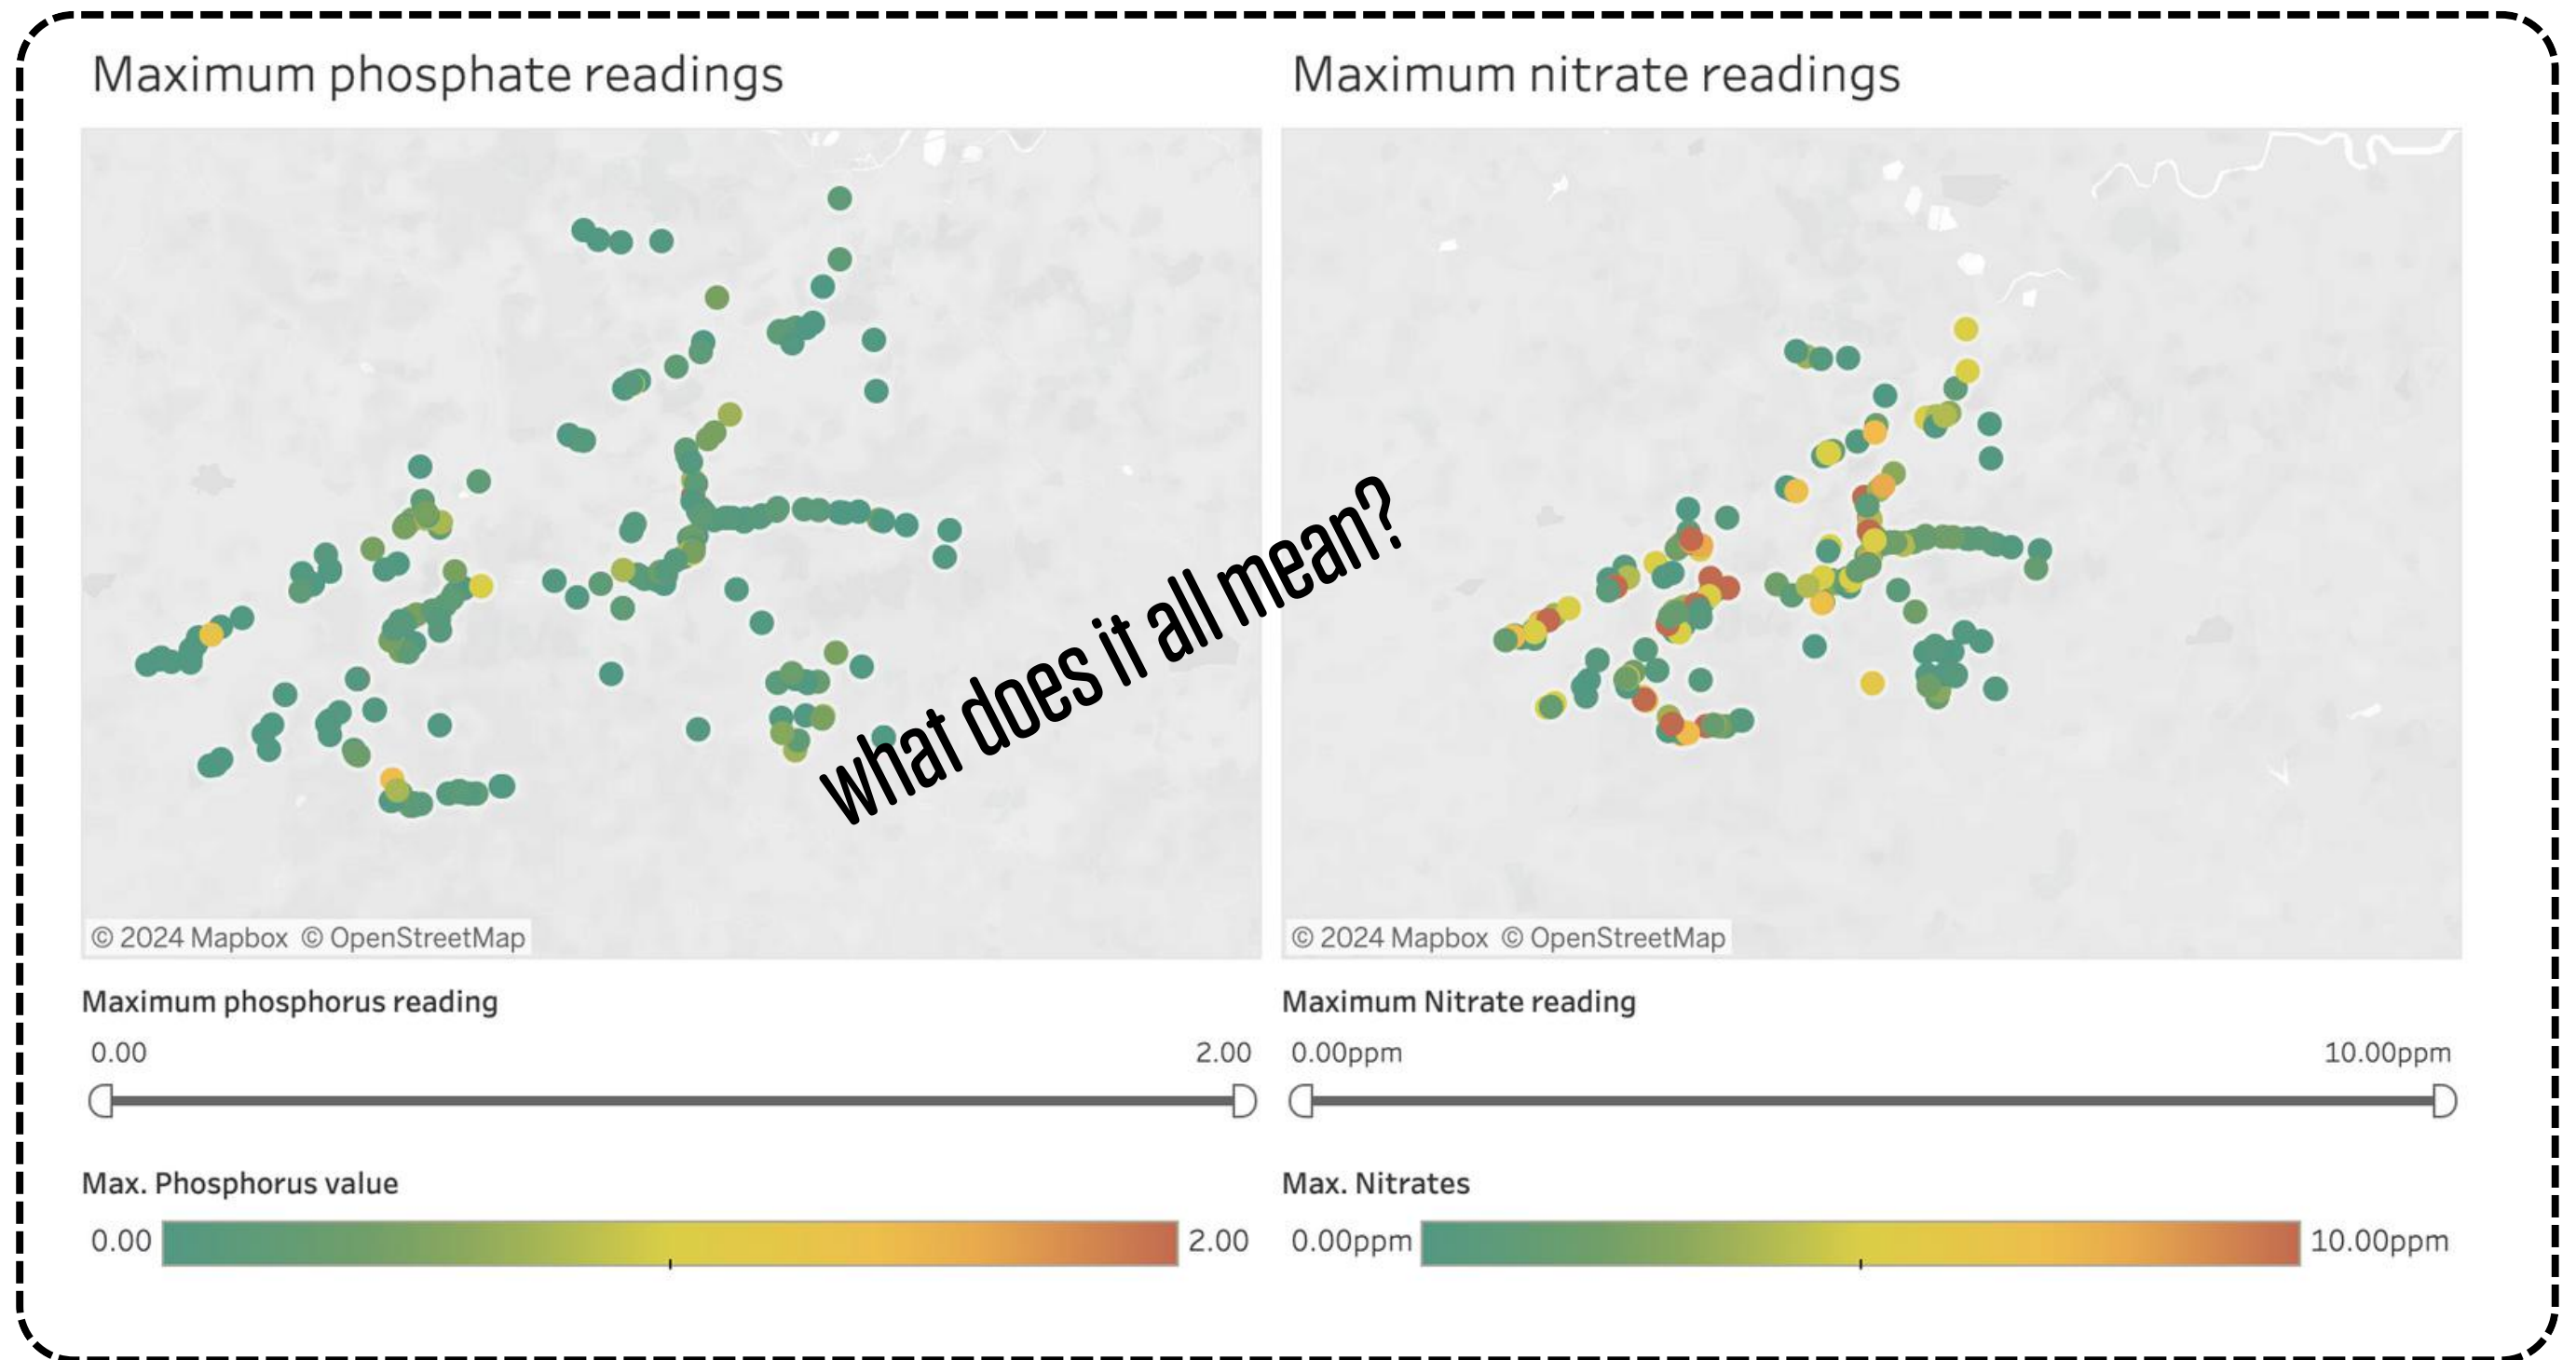 Maximum phosphate readings
Maximum nitrate readings
What does it all mean?
© 2024 Mapbox © OpenStreetMap
© 2024 Mapbox © OpenStreetMap
Maximum phosphorus reading
0.00 2.00
Max. Phosphorus value
0.00 2.00
Maximum Nitrate reading
0.00ppm 10.00ppm
Max. Nitrates
0.00ppm 10.00ppm